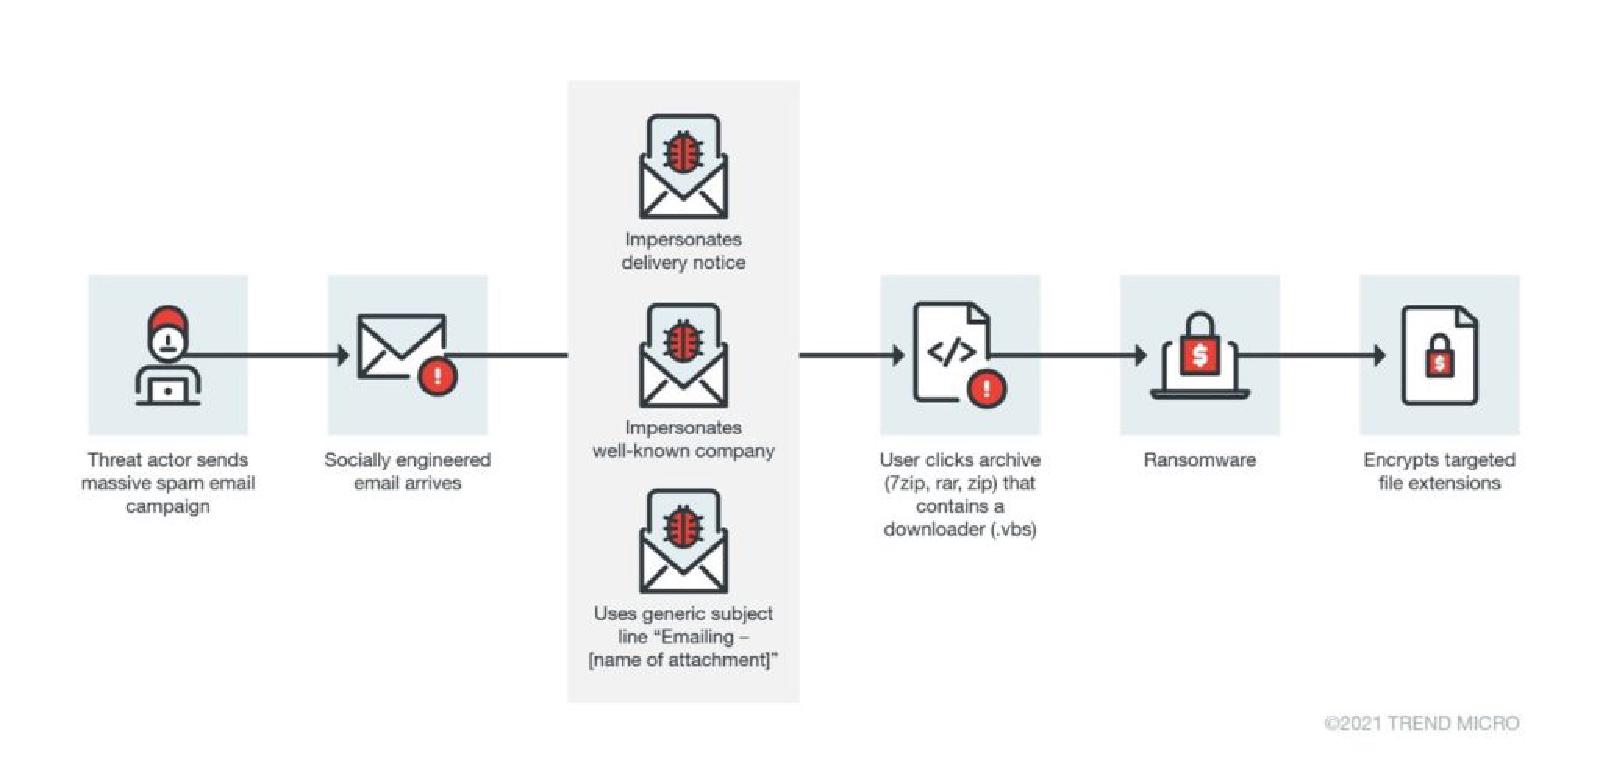 Impersonates
delivery notice
Impersonates
well-known company
Uses generic subject
line “Emailing –
[name of attachment]”
Threat actor sends
massive spam email
campaign
Socially engineered
email arrives
User clicks archive
(7zip, rar, zip) that
contains a
downloader (.vbs)
Ransomware
Encrypts targeted
file extensions
</>
!
!
$
$
©2021 TREND MICRO